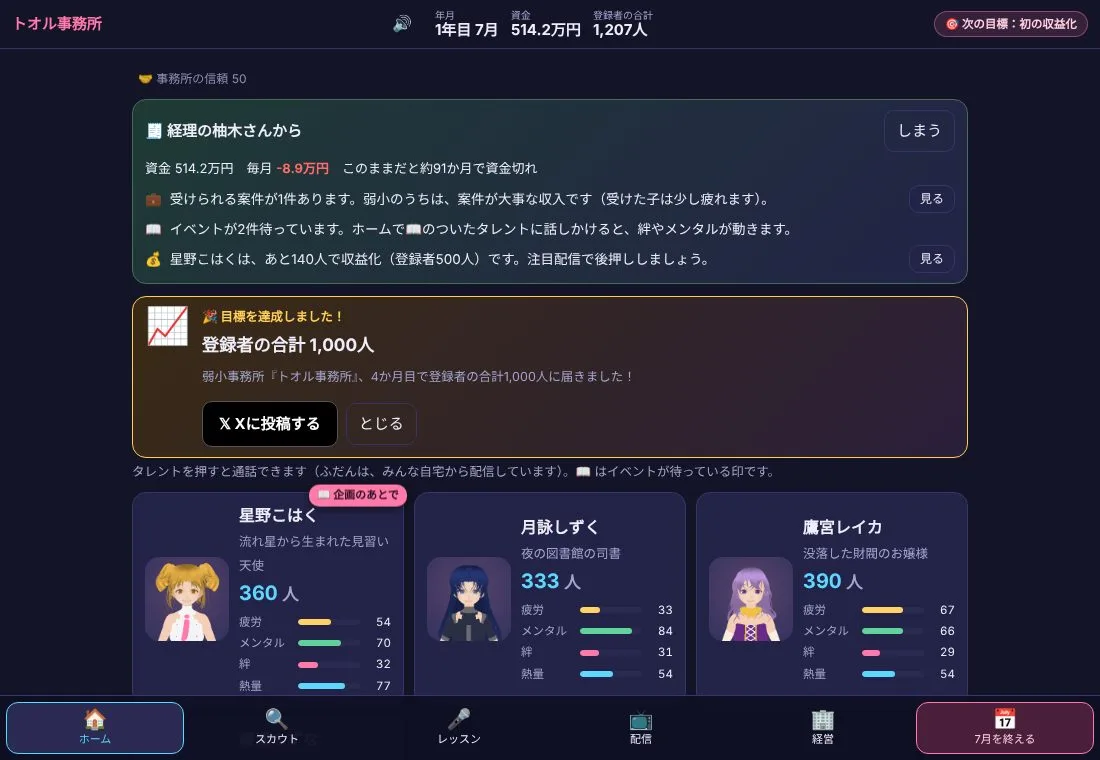 トオル事務所
年月
1年目 7月
資金
514.2万円
登録者の合計
1,207人
🎯 次の目標：初の収益化
🤝 事務所の信頼 50
🧾 経理の柚木さんから
しまう
資金 514.2万円 毎月 -8.9万円 このままだと約91か月で資金切れ
💼 受けられる案件が1件あります。弱小のうちは、案件が大事な収入です（受けた子は少し疲れます）。
見る
📖 イベントが2件待っています。ホームで📖のついたタレントに話しかけると、絆やメンタルが動きます。
💰 星野こはくは、あと140人で収益化（登録者500人）です。注目配信で後押ししましょう。
見る
🎉 目標を達成しました！
登録者の合計 1,000人
弱小事務所『トオル事務所』、4か月目で登録者の合計1,000人に届きました！
𝕏 Xに投稿する
とじる
タレントを押すと通話できます（ふだんは、みんな自宅から配信しています）。📖 はイベントが待っている印です。
📖 企画のあとで
星野こはく
流れ星から生まれた見習い
天使
360 人
疲労 54
メンタル 70
絆 32
熱量 77
月詠しずく
夜の図書館の司書
333 人
疲労 33
メンタル 84
絆 31
熱量 54
鷹宮レイカ
没落した財閥のお嬢様
390 人
疲労 67
メンタル 66
絆 29
熱量 54
ホーム
スカウト
レッスン
配信
経営
7月を終える